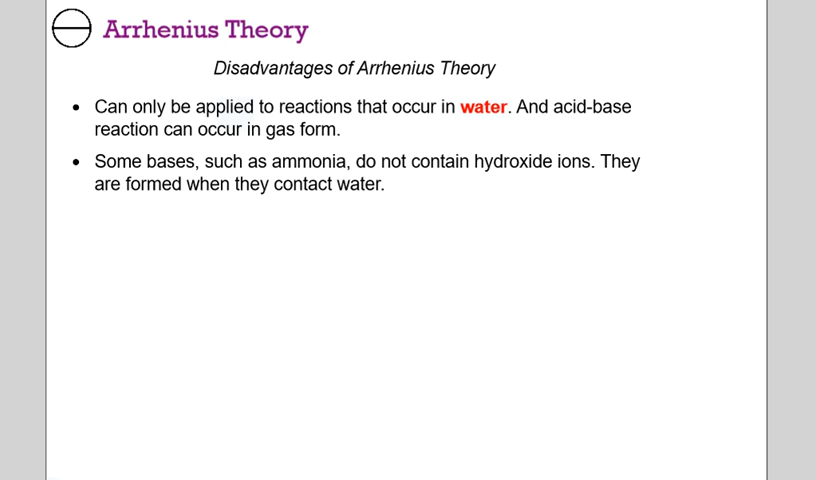 Arrhenius Theory
Disadvantages of Arrhenius Theory
• Can only be applied to reactions that occur in water. And acid-base
reaction can occur in gas form.
• Some bases, such as ammonia, do not contain hydroxide ions. They
are formed when they contact water.